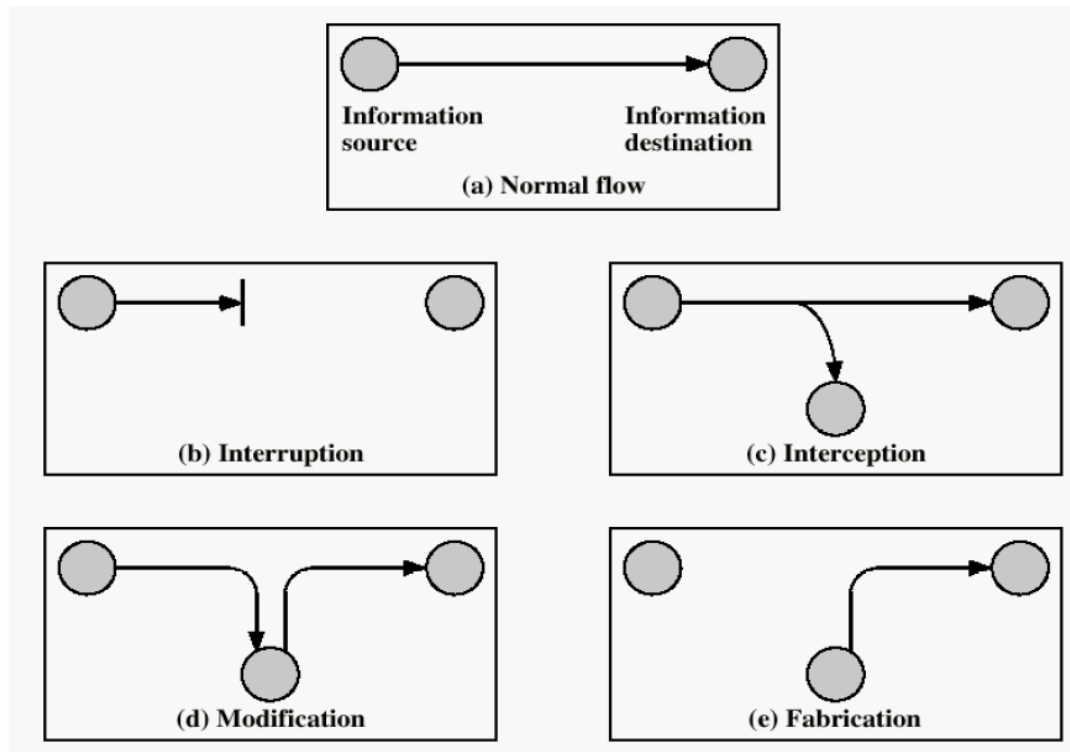 Information source
Information destination
(a) Normal flow
(b) Interruption
(c) Interception
(d) Modification
(e) Fabrication